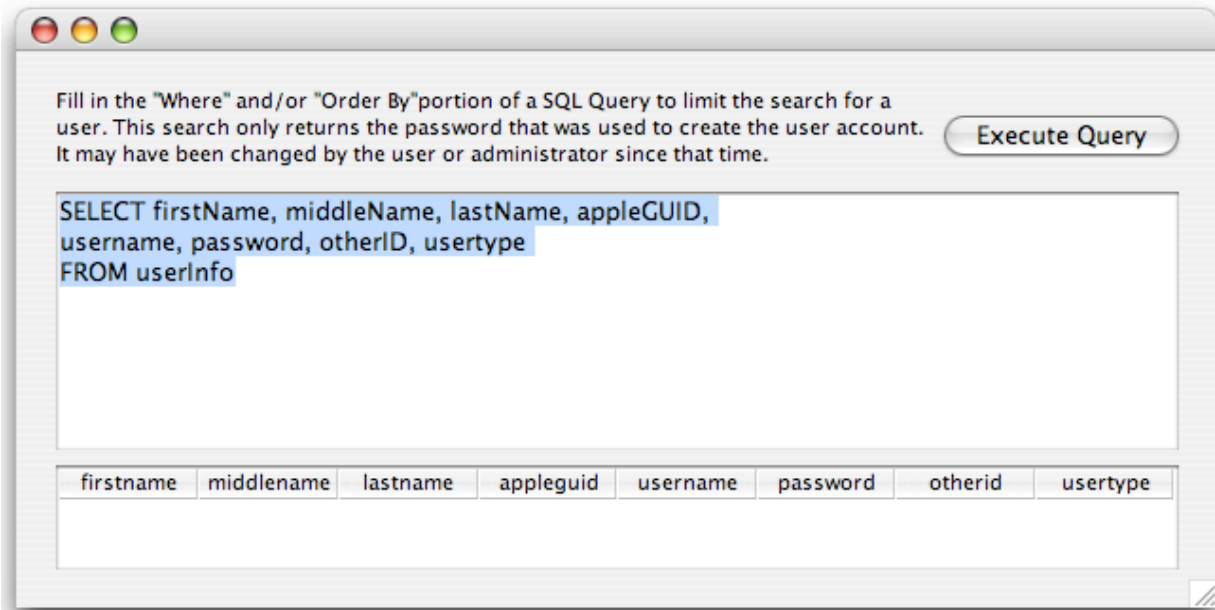 Fill in the "Where" and/or "Order By"portion of a SQL Query to limit the search for a
user. This search only returns the password that was used to create the user account.
It may have been changed by the user or administrator since that time.
Execute Query
SELECT firstName, middleName, lastName, appleGUID,
username, password, otherID, usertype
FROM userInfo
firstname middlename lastname appleguid username password otherid usertype